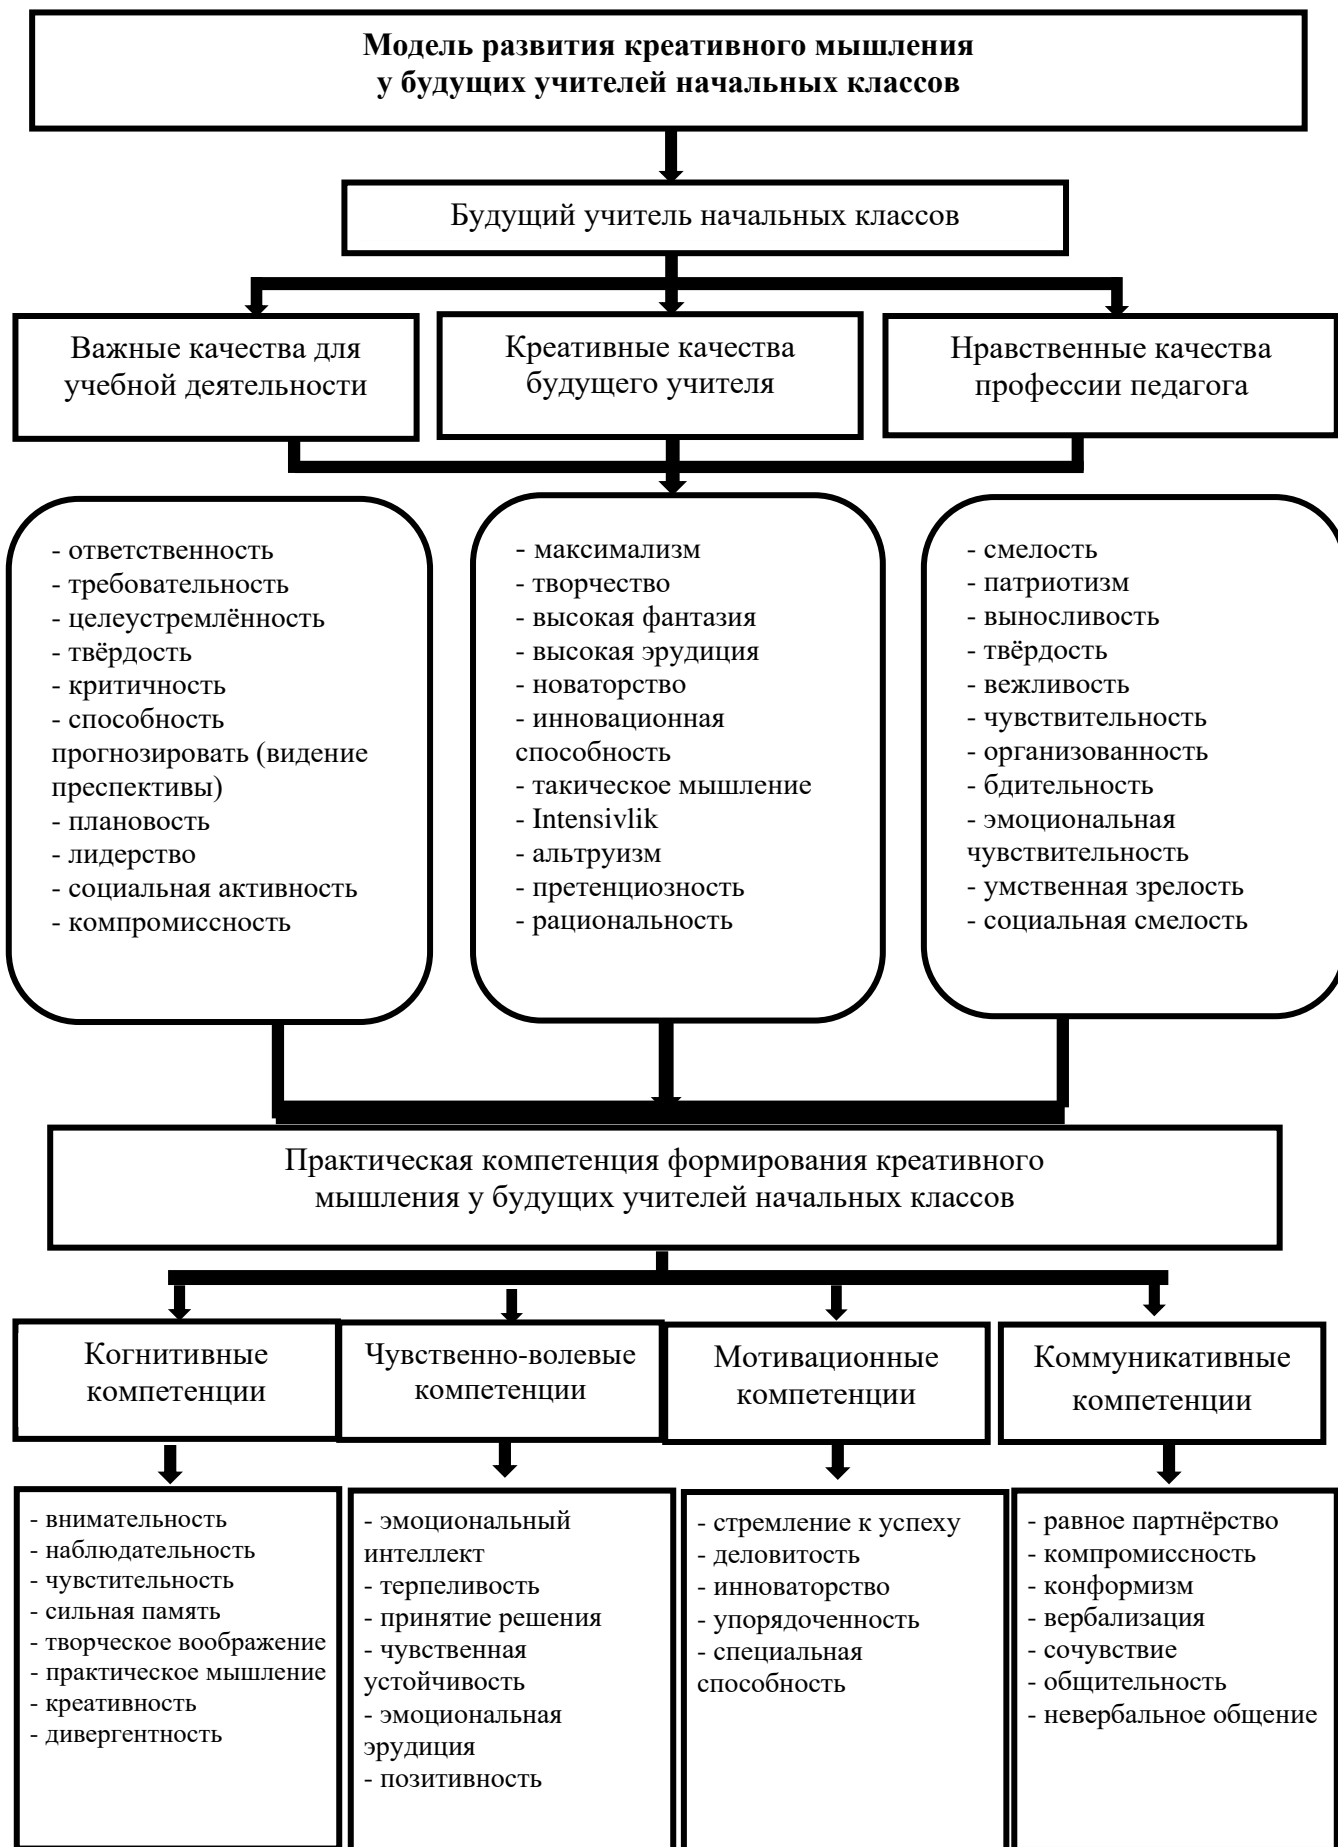 Модель развития креативного мышления
у будущих учителей начальных классов
Будущий учитель начальных классов
Важные качества для
учебной деятельности
Креативные качества
будущего учителя
Нравственные качества
профессии педагога
- ответственность
- требовательность
- целеустремлённость
- твёрдость
- критичность
- способность
прогнозировать (видение
преспективы)
- плановость
- лидерство
- социальная активность
- компромиссность
- максимализм
- творчество
- высокая фантазия
- высокая эрудиция
- новаторство
- инновационная
способность
- такическое мышление
- Intensivlik
- альтруизм
- претенциозность
- рациональность
- смелость
- патриотизм
- выносливость
- твёрдость
- вежливость
- чувствительность
- организованность
- бдительность
- эмоциональная
чувствительность
- умственная зрелость
- социальная смелость
Практическая компетенция формирования креативного
мышления у будущих учителей начальных классов
Когнитивные
компетенции
Чувственно-волевые
компетенции
Мотивационные
компетенции
Коммуникативные
компетенции
- внимательность
- наблюдательность
- чувстительность
- сильная память
- творческое воображение
- практическое мышление
- креативность
- дивергентность
- эмоциональный
интеллект
- терпеливость
- принятие решения
- чувственная
устойчивость
- эмоциональная
эрудиция
- позитивность
- стремление к успеху
- деловитость
- инноваторство
- упорядоченность
- специальная
способность
- равное партнёрство
- компромиссность
- конформизм
- вербализация
- сочувствие
- общительность
- невербальное общение